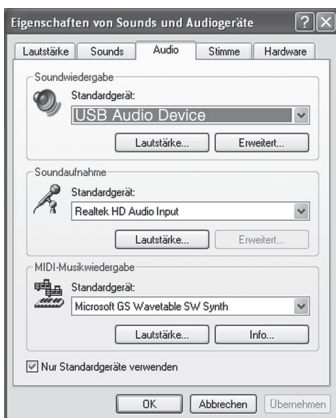 Eigenschaften von Sounds und Audiogeräte
Lautstärke Sounds Audio Stimme Hardware
Soundwiedergabe
Standardgerät:
USB Audio Device
Lautstärke... Erweitert...
Soundaufnahme
Standardgerät:
Realtek HD Audio Input
Lautstärke... Erweitert...
MIDI-Musikwiedergabe
Standardgerät:
Microsoft GS Wavetable SW Synth
Lautstärke... Info...
Nur Standardgeräte verwenden
OK Abbrechen Übernehmen